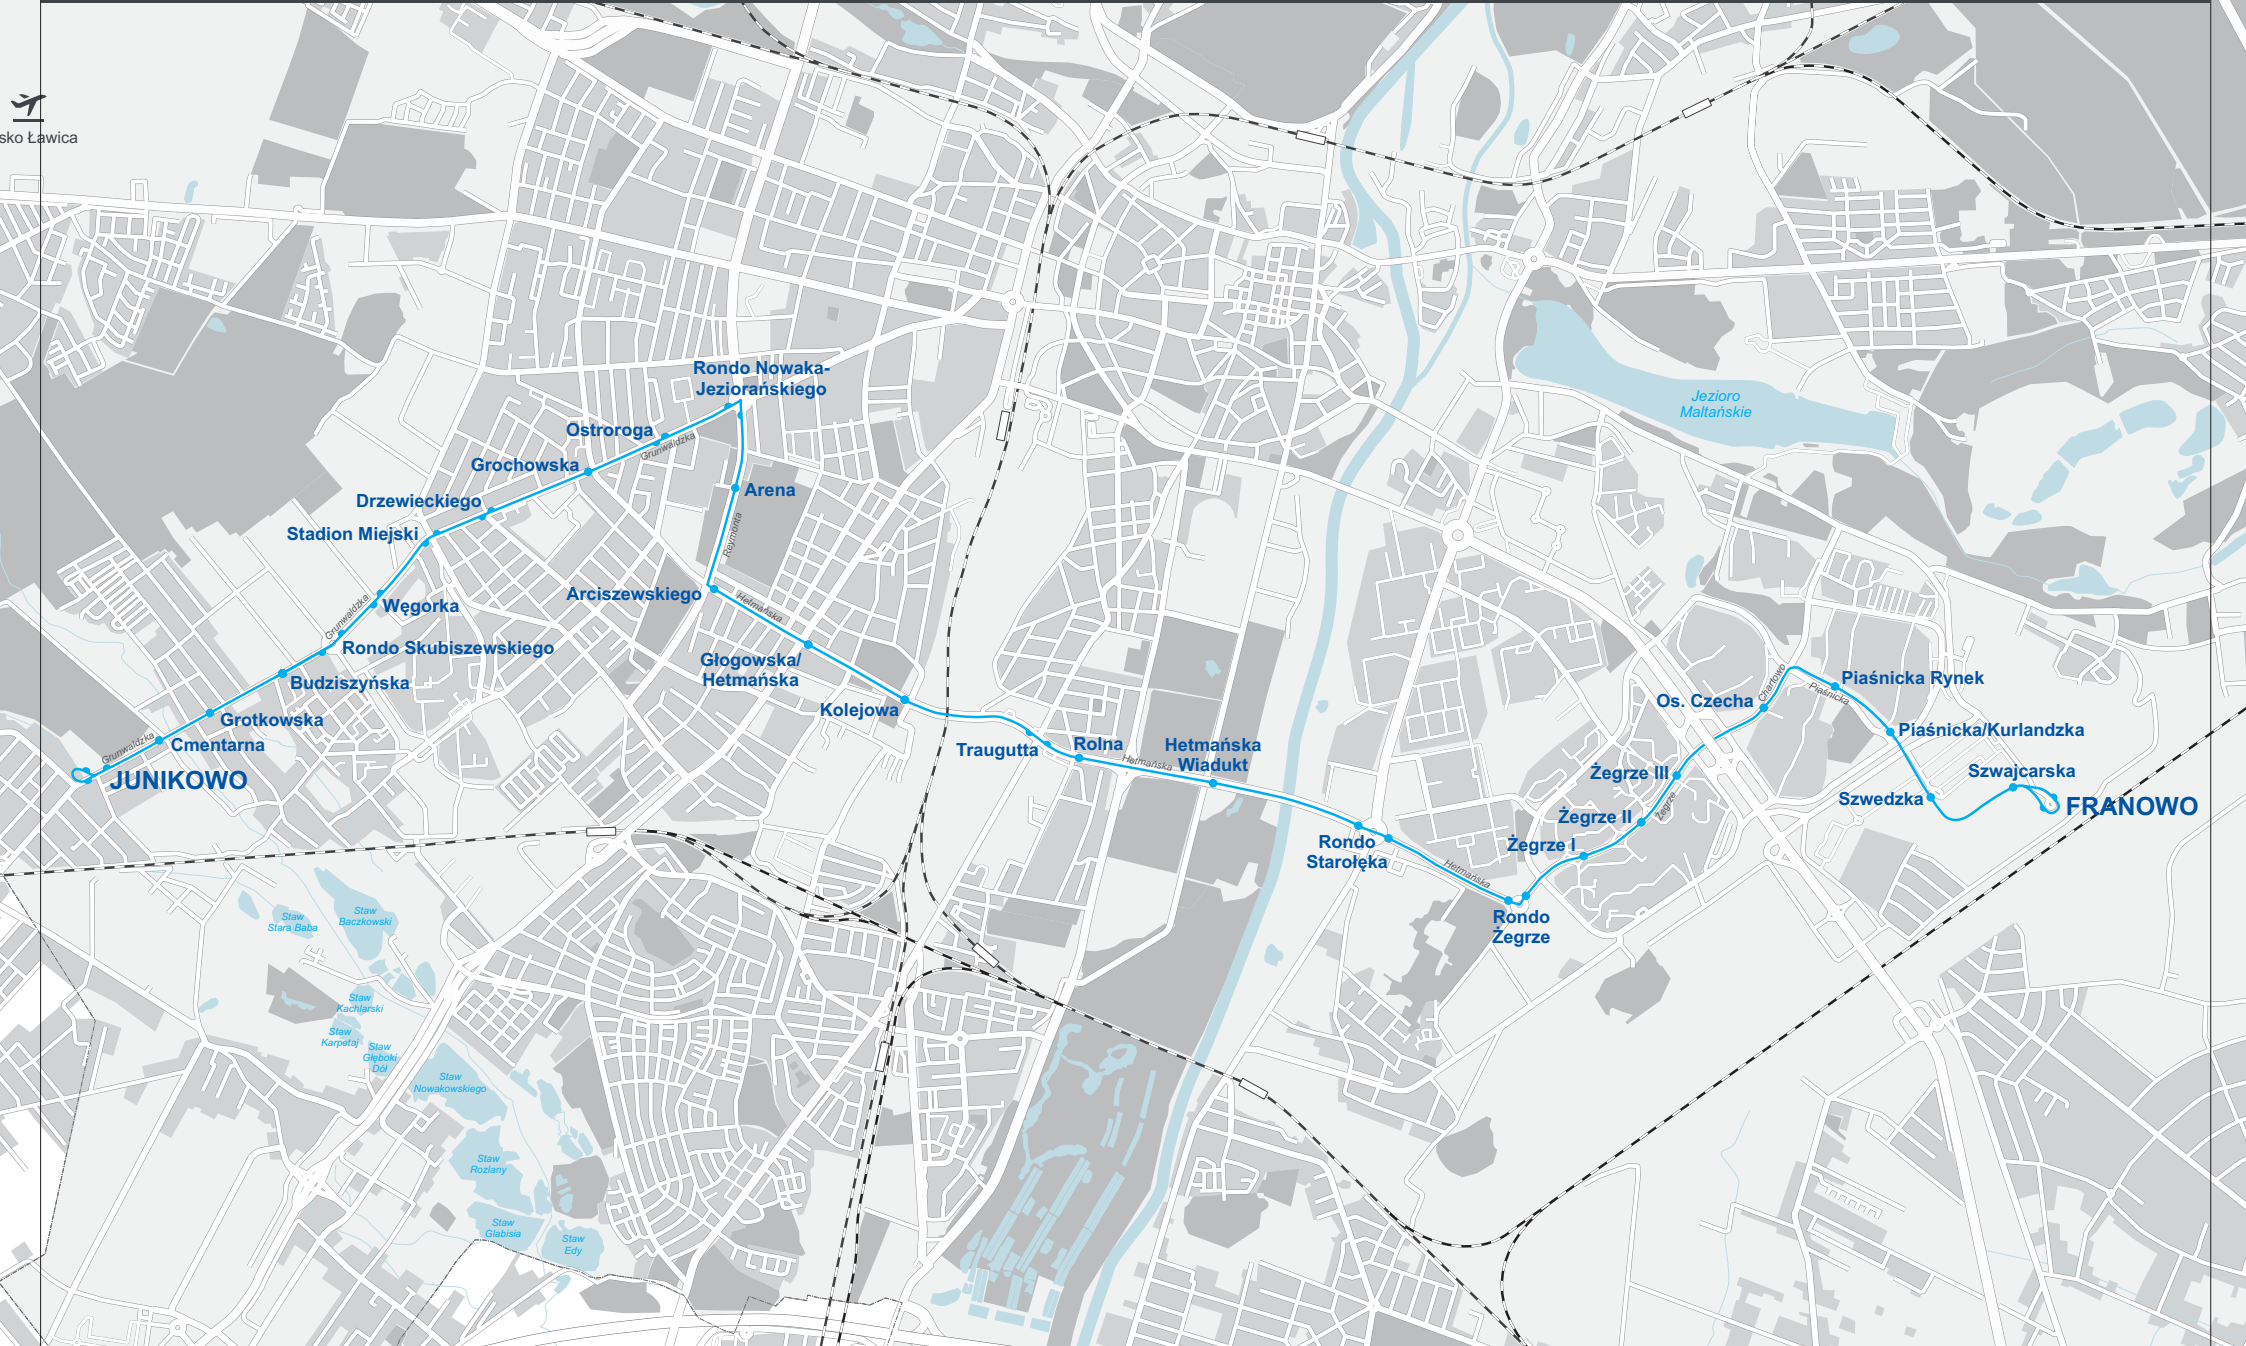 sko Ławica
Rondo Nowaka-
Jeziorańskiego
Ostroroga
Grunwaldzka
Grochowska
Arena
Drzewieckiego
Stadion Miejski
Reymonta
Arciszewskiego
Hetmańska
Węgorka
Grunwaldzka
Rondo Skubiszewskiego
Budziszyńska
Grotkowska
Cmentarna
Grunwaldzka
JUNIKOWO
Głogowska/
Hetmańska
Kolejowa
Traugutta
Rolna
Hetmańska
Hetmańska
Wiadukt
Rondo
Starołęka
Hetmańska
Rondo
Żegrze
Żegrze I
Żegrze II
Żegrze III
Żegrze
Os. Czecha
Chartowo
Piaśnicka
Piaśnicka Rynek
Piaśnicka/Kurlandzka
Szwedzka
Szwajcarska
FRANOWO
Jezioro
Maltańskie
Staw
Stara Baba
Staw
Baczkowski
Staw
Kachlarski
Staw
Karpętaj
Staw
Głęboki
Dół
Staw
Nowakowskiego
Staw
Rozlany
Staw
Glabisia
Staw
Edy